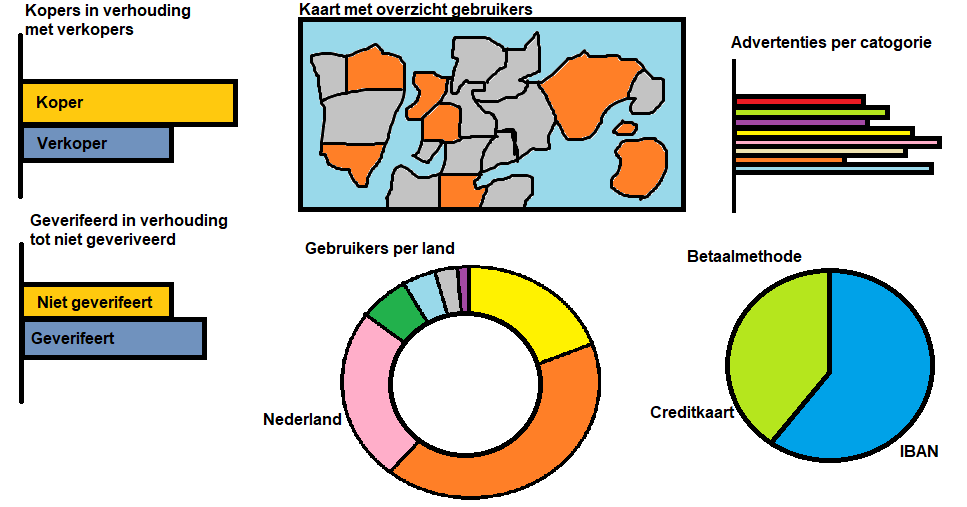 Kopers in verhouding
met verkopers
Koper
Verkoper
Geverifeerd in verhouding
tot niet geveriveerd
Niet geverifeert
Geverifeert
Kaart met overzicht gebruikers
Gebruikers per land
Nederland
Advertenties per catogorie
Betaalmethode
Creditkaart
IBAN